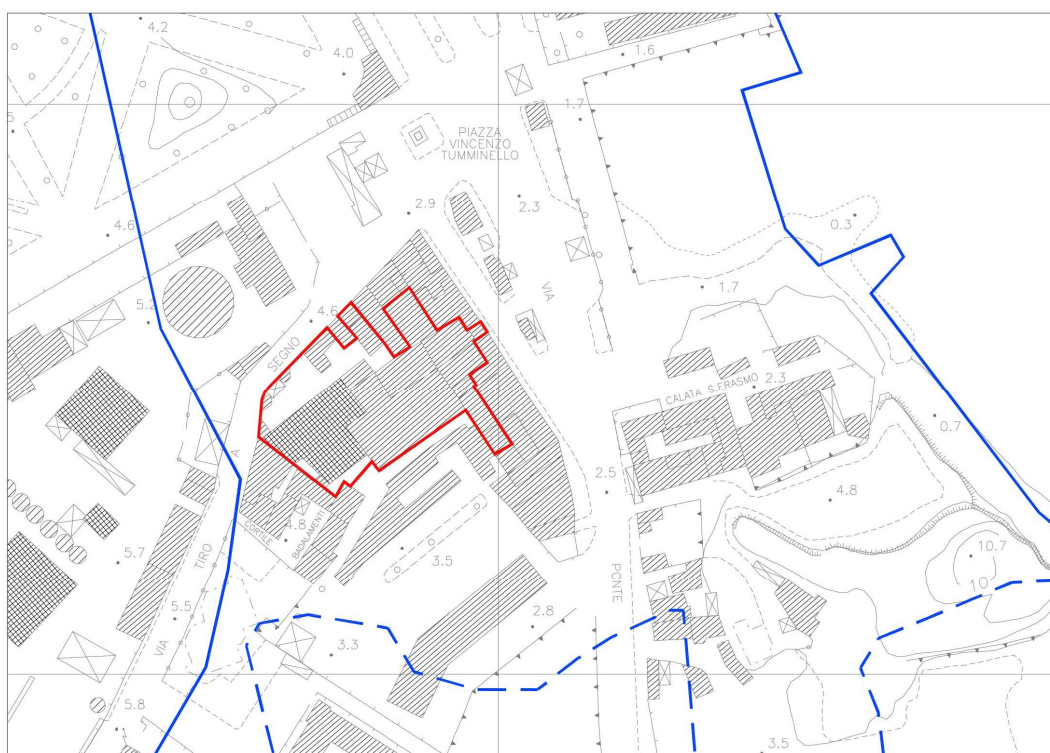 4.2
4.0
1.6
1.7
PIAZZA
VINCENZO
TUMMINELLO
2.9
2.3
4.6
0.3
1.7
5.2
4.6
VIA
SEGNO
CALATA S.ERASMO
2.3
0.7
2.5
4.8
4.8
CORTILE
BADALAMENTI
TIRO
5.7
3.5
10.7
10
PONTE
5.5
2.8
VIA
3.3
5.8
3.5